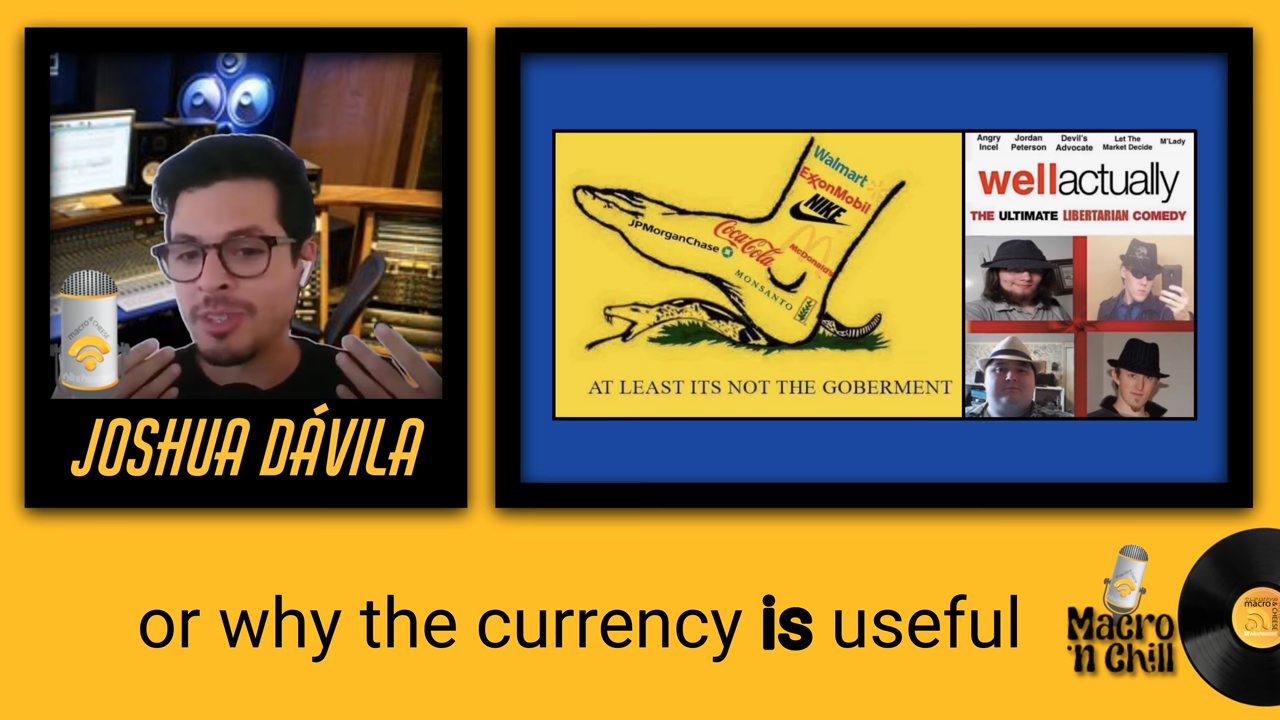 JOSHUA DÁVILA
Walmart
ExxonMobil
NIKE
JPMorganChase
Coca-Cola
McDonald's
MONSANTO
AT LEAST ITS NOT THE GOBERMENT
Angry Incel
Jordan Peterson
Devil's Advocate
Let The Market Decide
M'Lady
wellactually
THE ULTIMATE LIBERTARIAN COMEDY
or why the currency is useful
Macro
'N Chill
macro